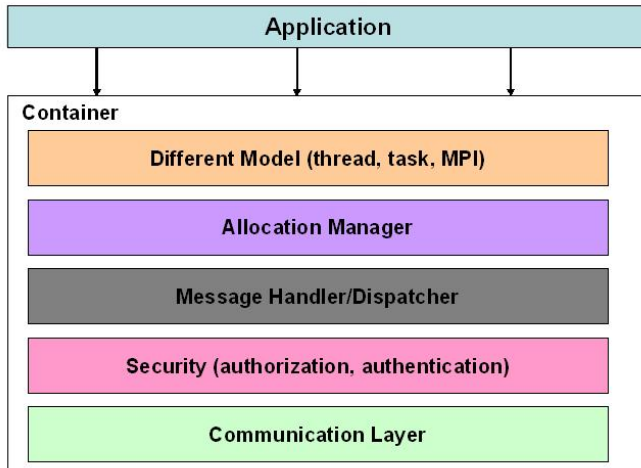 Application
Container
Different Model (thread, task, MPI)
Allocation Manager
Message Handler/Dispatcher
Security (authorization, authentication)
Communication Layer